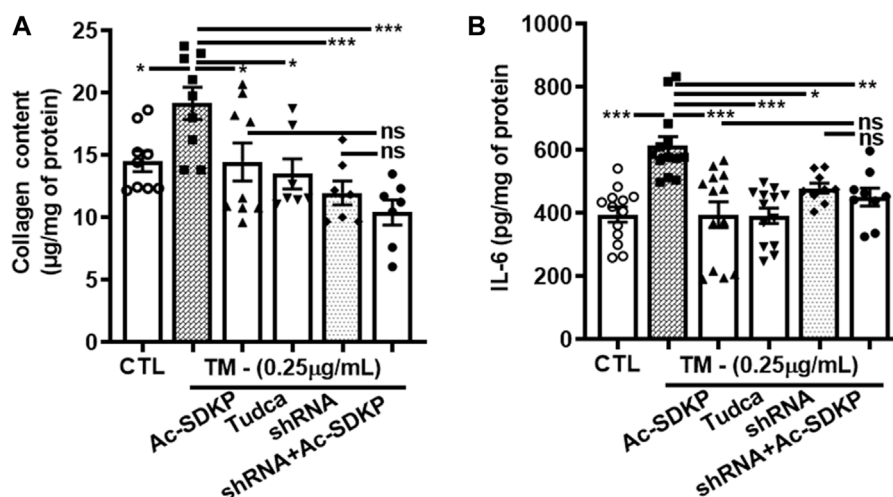 A
Collagen content
(µg/mg of protein)
25
20
15
10
5
0
***
***
*
*
*
ns
ns
CTL
TM - (0.25µg/mL)
Ac-SDKP
Tudca
shRNA
shRNA+Ac-SDKP
B
IL-6 (pg/mg of protein)
1000
800
600
400
200
0
**
*
***
***
***
ns
ns
CTL
TM - (0.25µg/mL)
Ac-SDKP
Tudca
shRNA
shRNA+Ac-SDKP